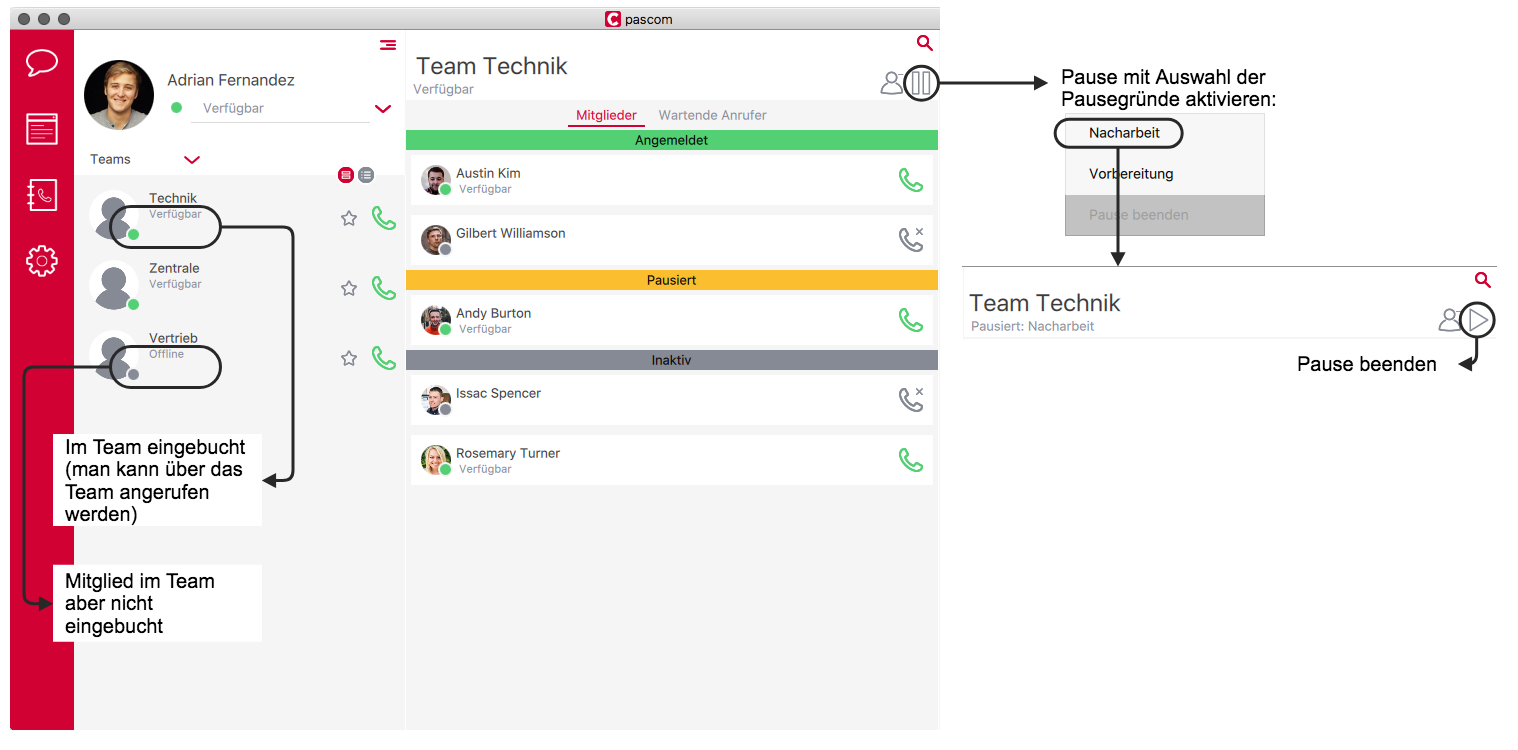 pascom
Adrian Fernandez
Verfügbar
Teams
Technik
Verfügbar
Zentrale
Verfügbar
Vertrieb
Offline
Im Team eingebucht
(man kann über das
Team angerufen
werden)
Mitglied im Team
aber nicht
eingebucht
Team Technik
Verfügbar
Mitglieder Wartende Anrufer
Angemeldet
Austin Kim
Verfügbar
Gilbert Williamson
Pausiert
Andy Burton
Verfügbar
Inaktiv
Issac Spencer
Rosemary Turner
Verfügbar
Pause mit Auswahl der
Pausegründe aktivieren:
Nacharbeit
Vorbereitung
Pause beenden
Team Technik
Pausiert: Nacharbeit
Pause beenden